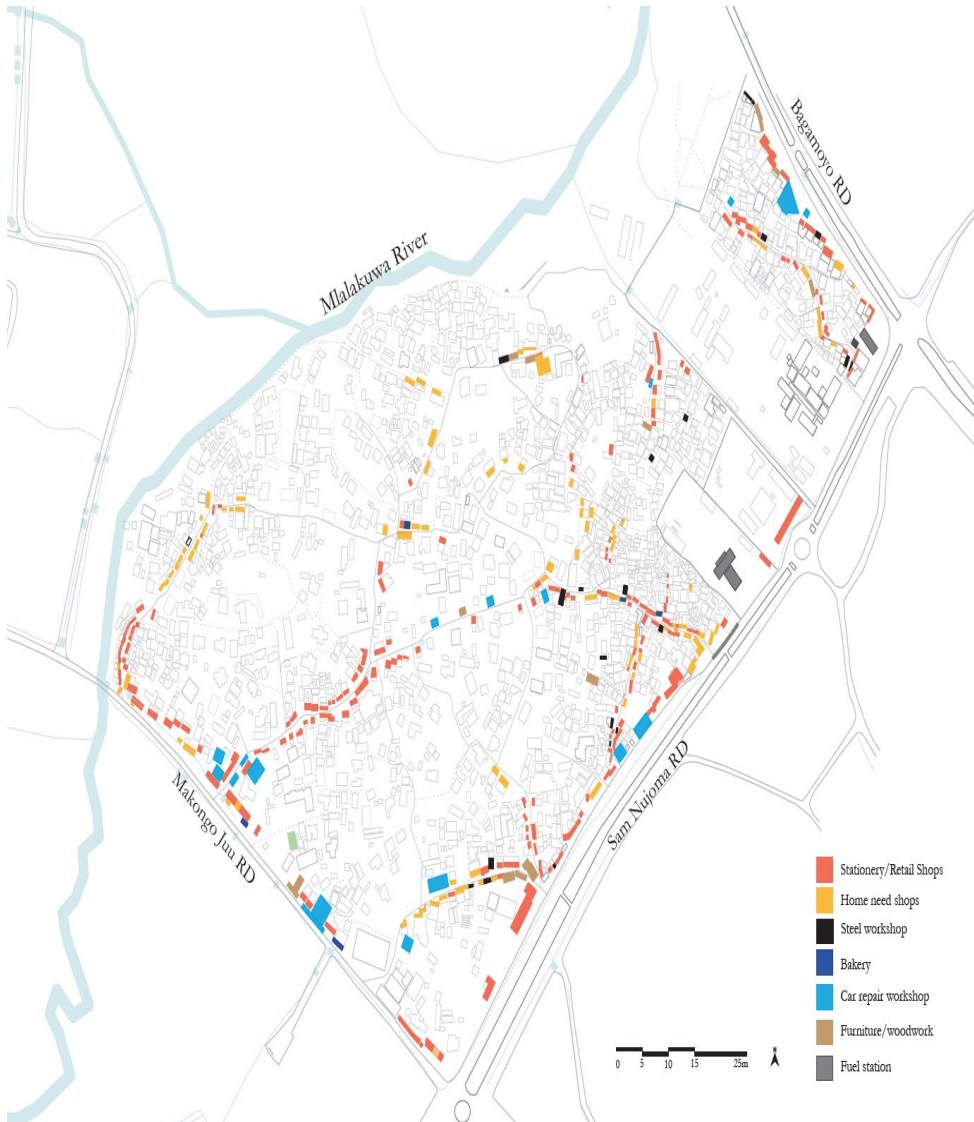 Bagamoyo RD
Mlalakuwa River
Sam Nujoma RD
Makongo Juu RD
Stationery/Retail Shops
Home need shops
Steel workshop
Bakery
Car repair workshop
Furniture/woodwork
Fuel station
N
0 5 10 15 25m